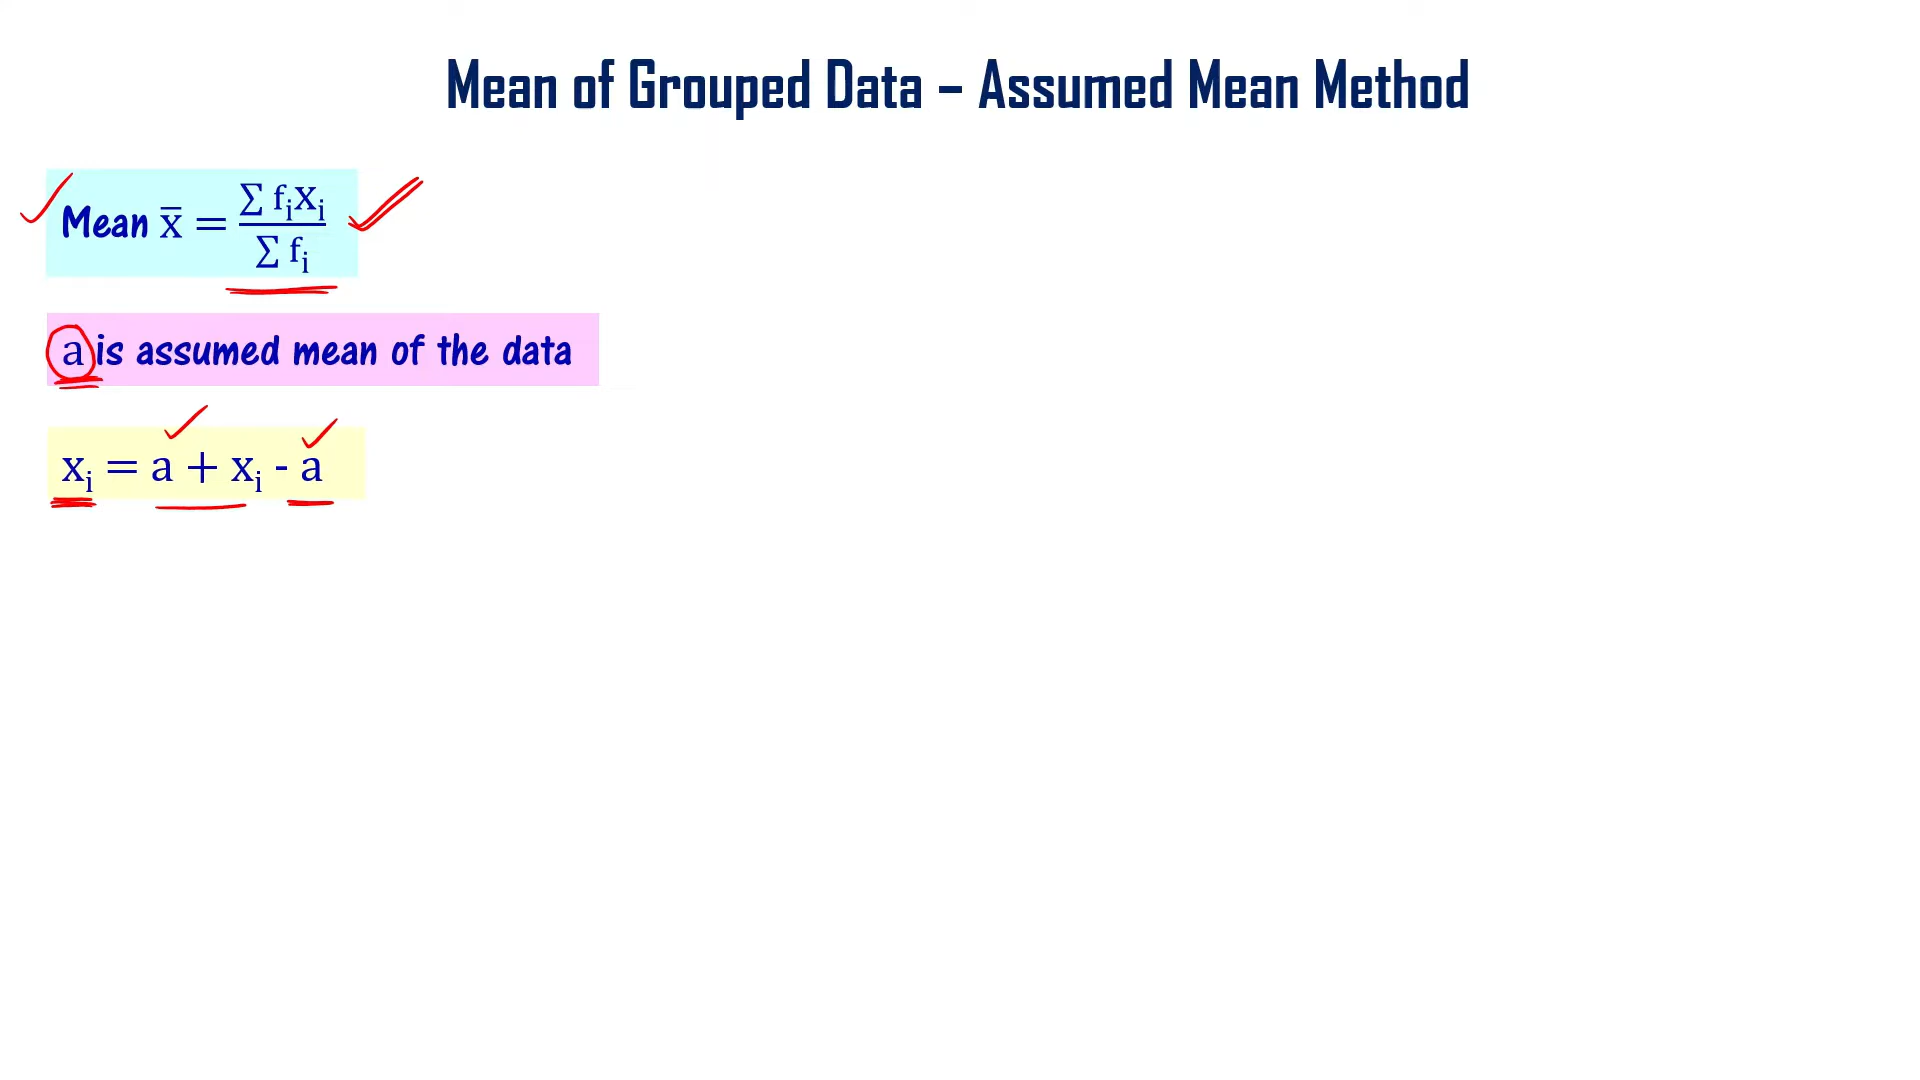 Mean of Grouped Data – Assumed Mean Method
Mean x̄ = ∑ fᵢxᵢ / ∑ fᵢ
a is assumed mean of the data
xᵢ = a + xᵢ - a